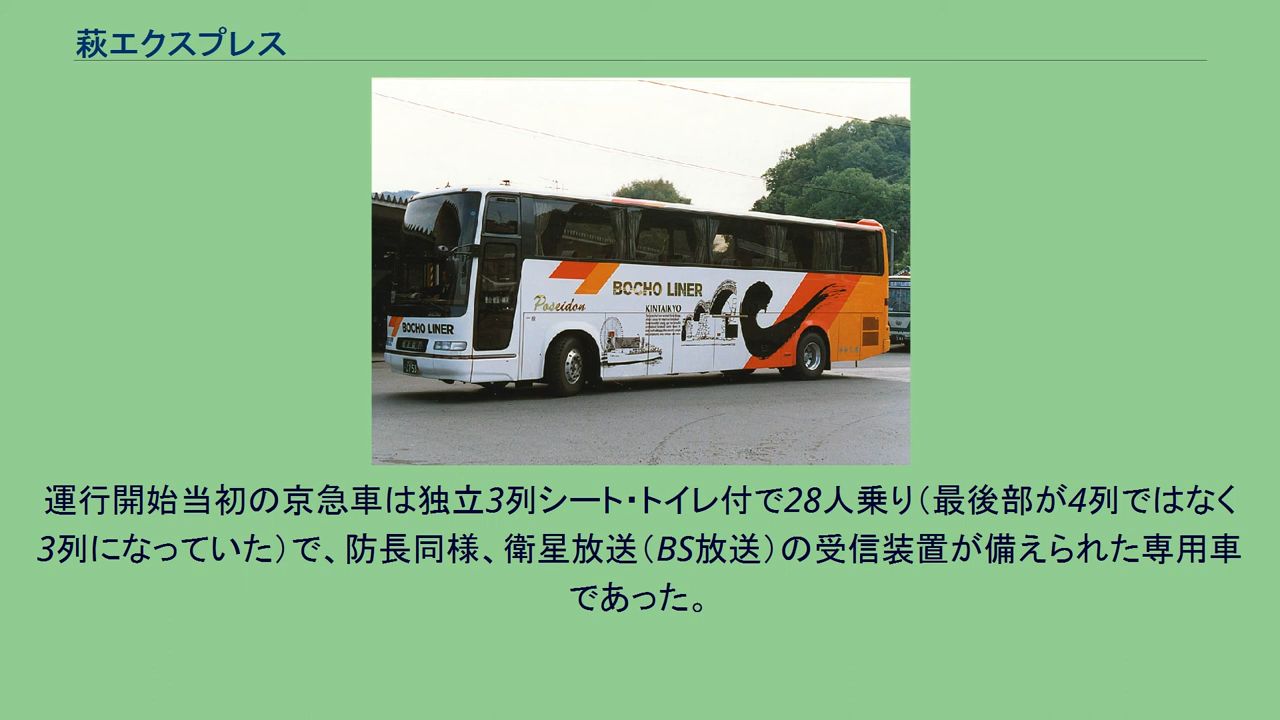 萩エクスプレス
BOCHO LINER
Poseidon
KINTAIKYO
BOCHO LINER
運行開始当初の京急車は独立3列シート・トイレ付で28人乗り（最後部が4列ではなく
3列になっていた）で、防長同様、衛星放送（BS放送）の受信装置が備えられた専用車
であった。